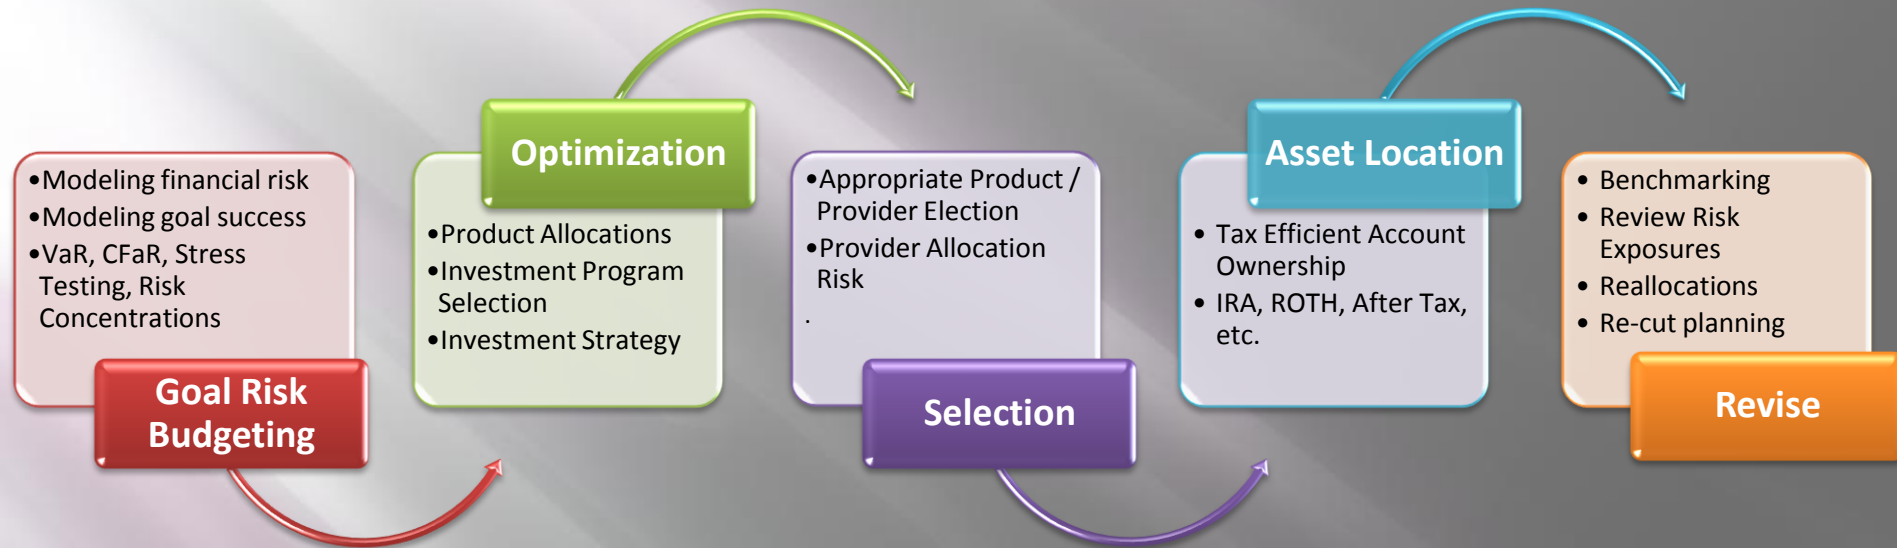 •Modeling financial risk
•Modeling goal success
•VaR, CFaR, Stress
Testing, Risk
Concentrations
Goal Risk
Budgeting
Optimization
•Product Allocations
•Investment Program
Selection
•Investment Strategy
•Appropriate Product /
Provider Election
•Provider Allocation
Risk
.
Selection
Asset Location
• Tax Efficient Account
Ownership
• IRA, ROTH, After Tax,
etc.
• Benchmarking
• Review Risk
Exposures
• Reallocations
• Re-cut planning
Revise